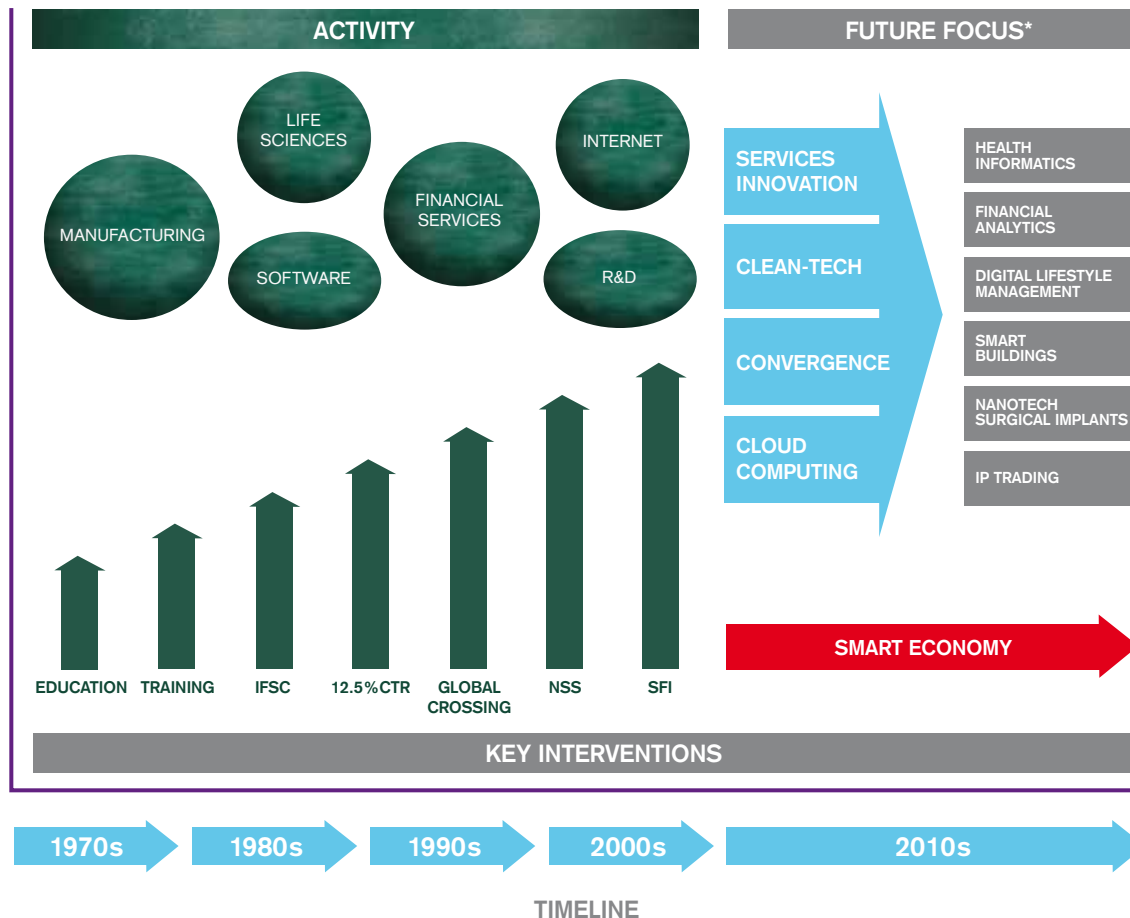 ACTIVITY
FUTURE FOCUS*
MANUFACTURING
LIFE
SCIENCES
SOFTWARE
FINANCIAL
SERVICES
INTERNET
R&D
SERVICES
INNOVATION
CLEAN-TECH
CONVERGENCE
CLOUD
COMPUTING
HEALTH
INFORMATICS
FINANCIAL
ANALYTICS
DIGITAL LIFESTYLE
MANAGEMENT
SMART
BUILDINGS
NANOTECH
SURGICAL IMPLANTS
IP TRADING
SMART ECONOMY
EDUCATION
TRAINING
IFSC
12.5%CTR
GLOBAL
CROSSING
NSS
SFI
KEY INTERVENTIONS
1970s
1980s
1990s
2000s
2010s
TIMELINE